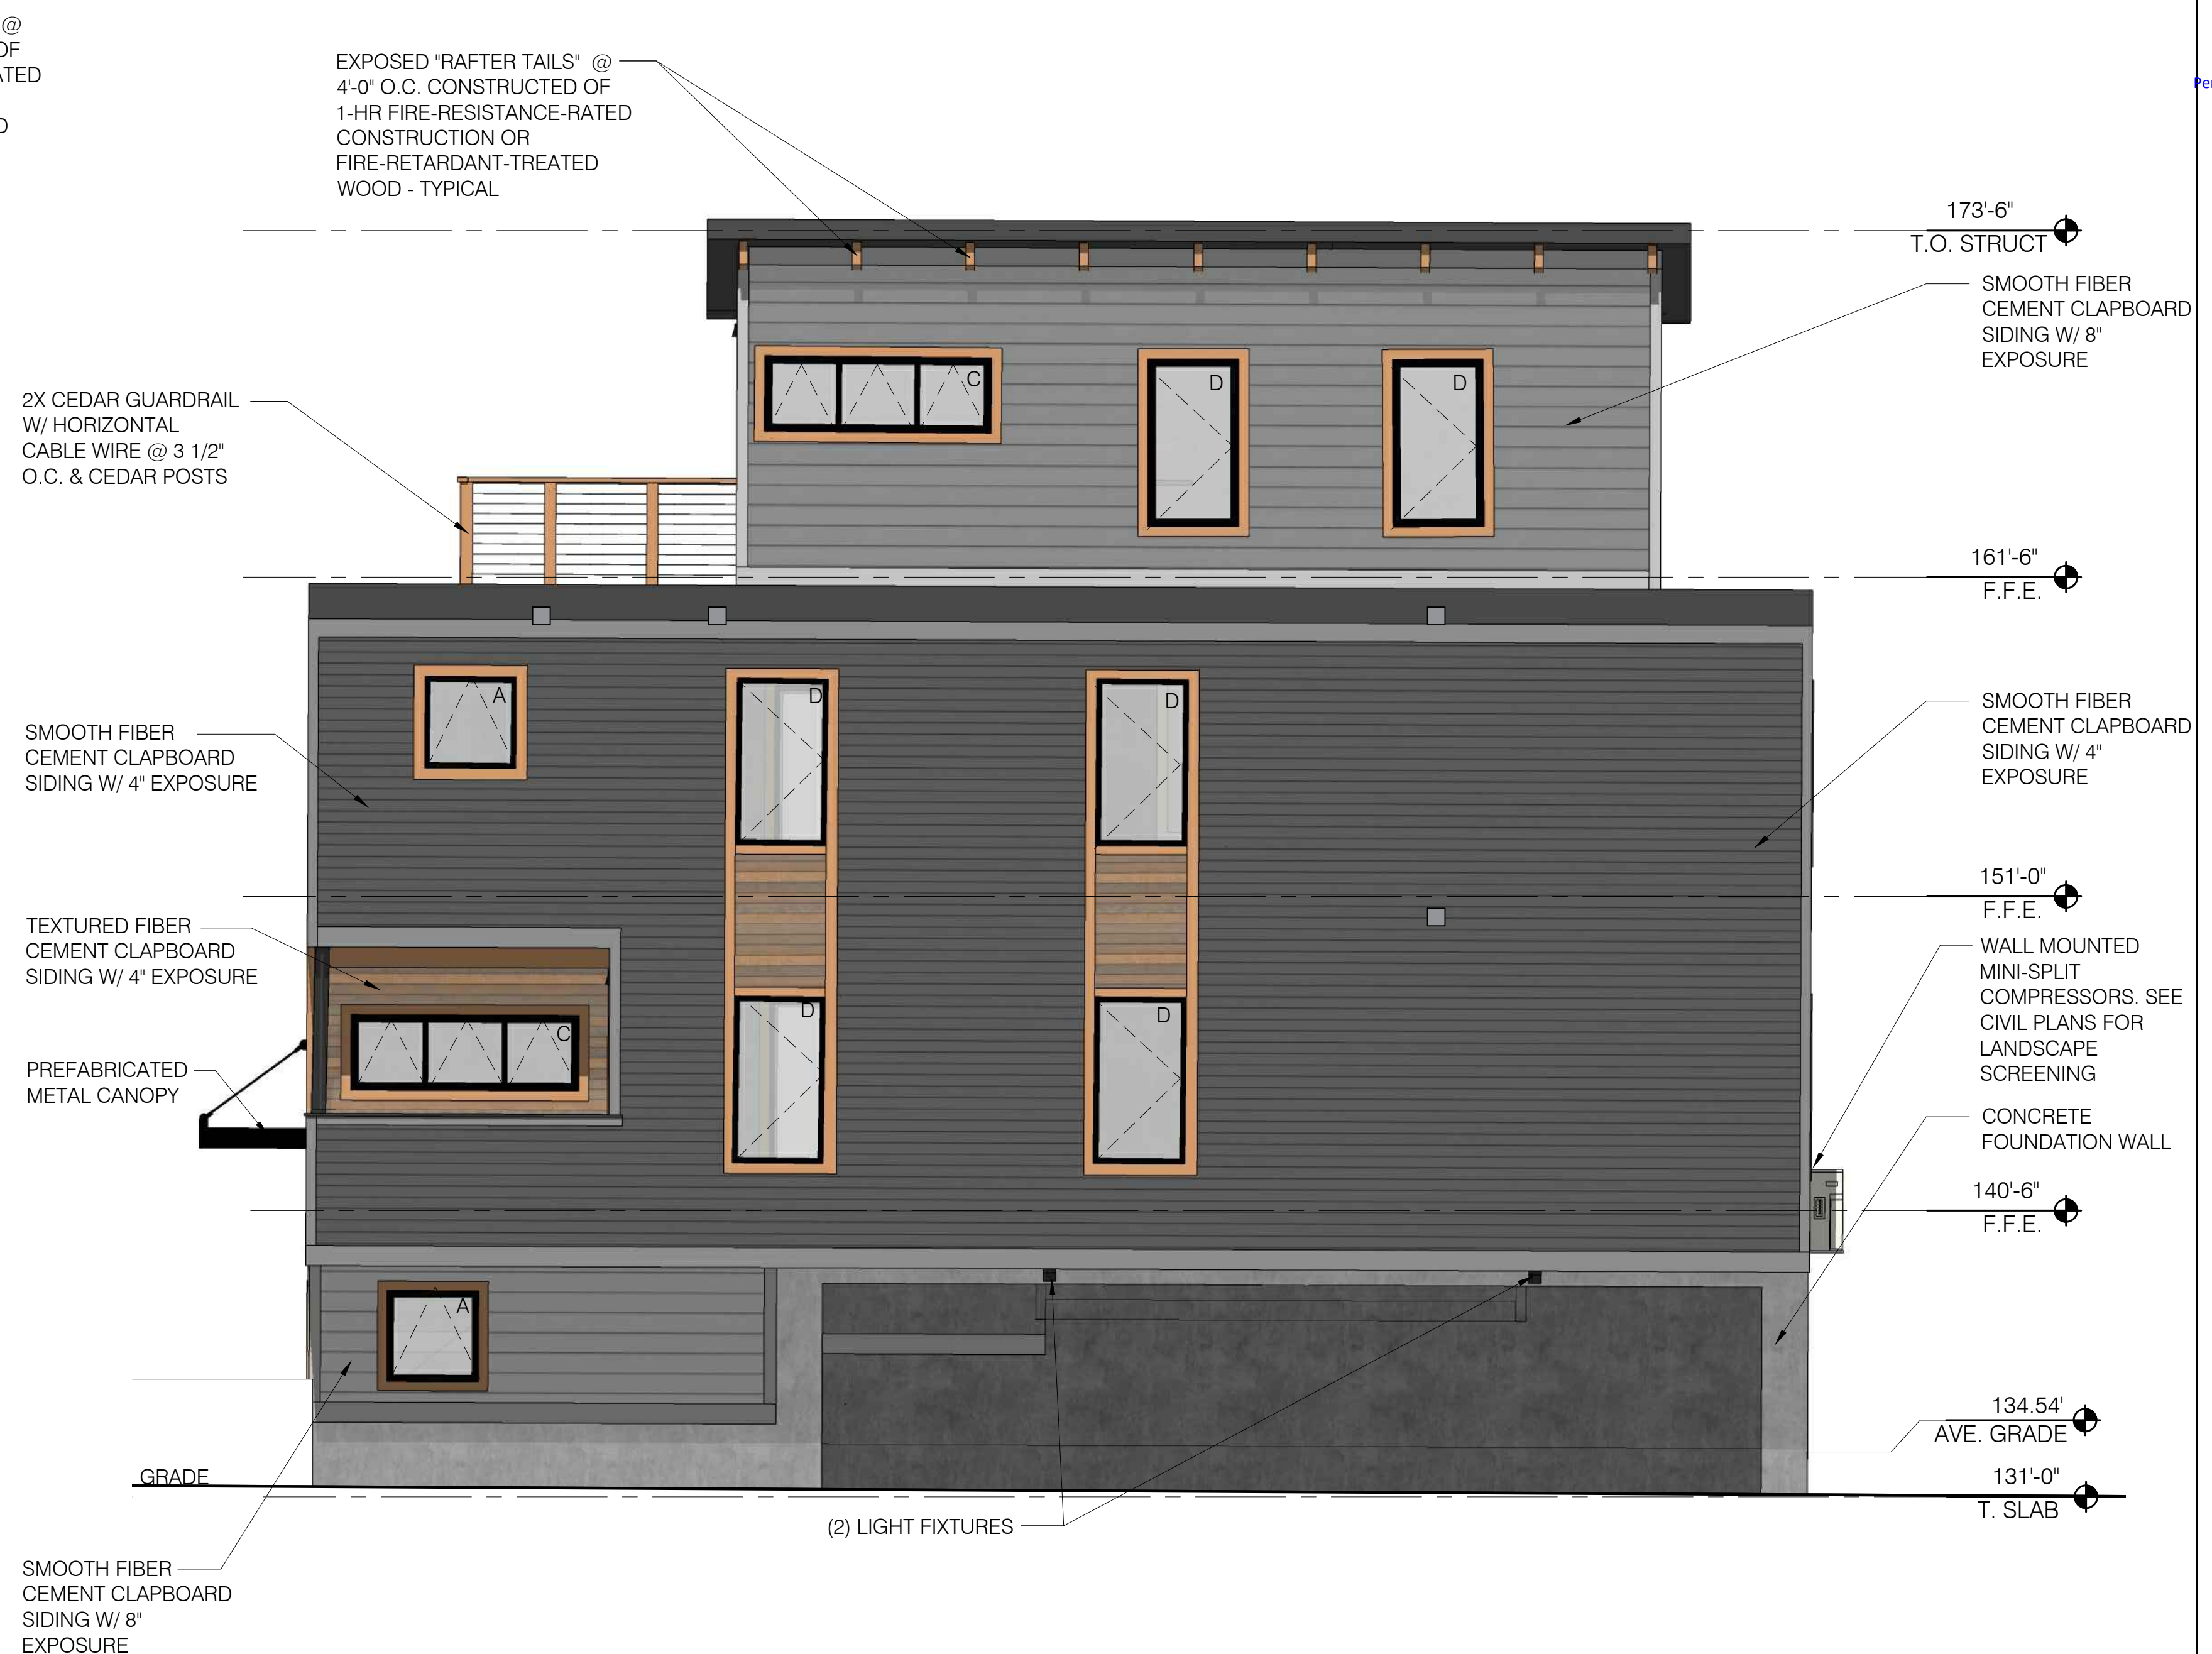 @
OF
EXPOSED "RAFTER TAILS" @
4'-0" O.C. CONSTRUCTED OF
1-HR FIRE-RESISTANCE-RATED
CONSTRUCTION OR
FIRE-RETARDANT-TREATED
WOOD - TYPICAL
173'-6"
T.O. STRUCT
SMOOTH FIBER
CEMENT CLAPBOARD
SIDING W/ 8"
EXPOSURE
C
D
D
2X CEDAR GUARDRAIL
W/ HORIZONTAL
CABLE WIRE @ 3 1/2"
O.C. & CEDAR POSTS
161'-6"
F.F.E.
A
D
D
SMOOTH FIBER
CEMENT CLAPBOARD
SIDING W/ 4" EXPOSURE
SMOOTH FIBER
CEMENT CLAPBOARD
SIDING W/ 4"
EXPOSURE
151'-0"
F.F.E.
TEXTURED FIBER
CEMENT CLAPBOARD
SIDING W/ 4" EXPOSURE
WALL MOUNTED
MINI-SPLIT
COMPRESSORS. SEE
CIVIL PLANS FOR
LANDSCAPE
SCREENING
C
D
D
PREFABRICATED
METAL CANOPY
CONCRETE
FOUNDATION WALL
140'-6"
F.F.E.
A
134.54'
AVE. GRADE
GRADE
131'-0"
T. SLAB
(2) LIGHT FIXTURES
SMOOTH FIBER
CEMENT CLAPBOARD
SIDING W/ 8"
EXPOSURE